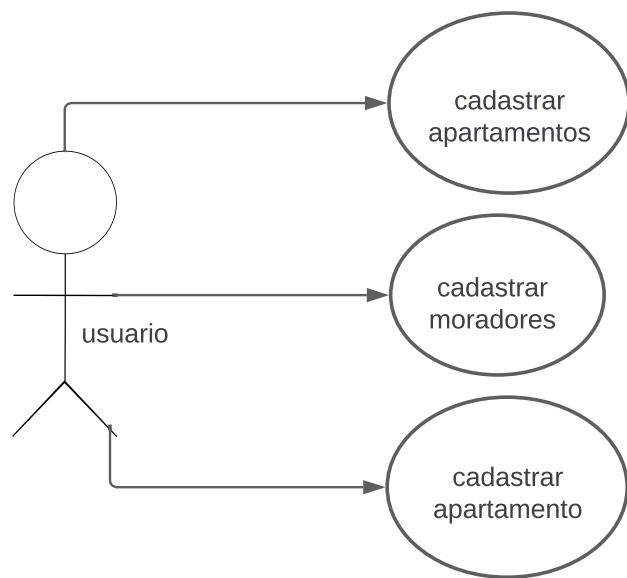 cadastrar
apartamentos
cadastrar
moradores
usuario
cadastrar
apartamento